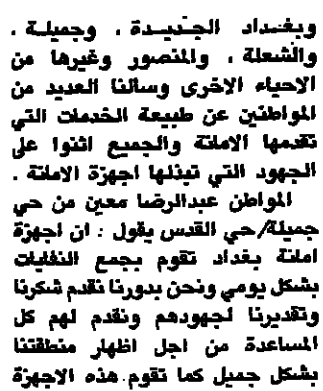 وبغداد الجديدة ، وجميلة ،
والشعلة ، والمنصور وغيرها من
الاحياء الاخرى وسالنا العديد من
المواطنين عن طبيعة الخدمات التي
تقدمها الامانة والجميع اثنوا على
الجهود التي تبذلها اجهزة الامانة .
المواطن عبدالرضا معين من حي
جميلة/حي القدس يقول : ان اجهزة
امانة بغداد تقوم بجمع النفايات
بشكل يومي ونحن بدورنا نقدم شكرنا
وتقديرنا لجهودهم ونقدم لهم كل
المساعدة من اجل اظهار منطقتنا
بشكل جميل كما تقوم هذه الاجهزة